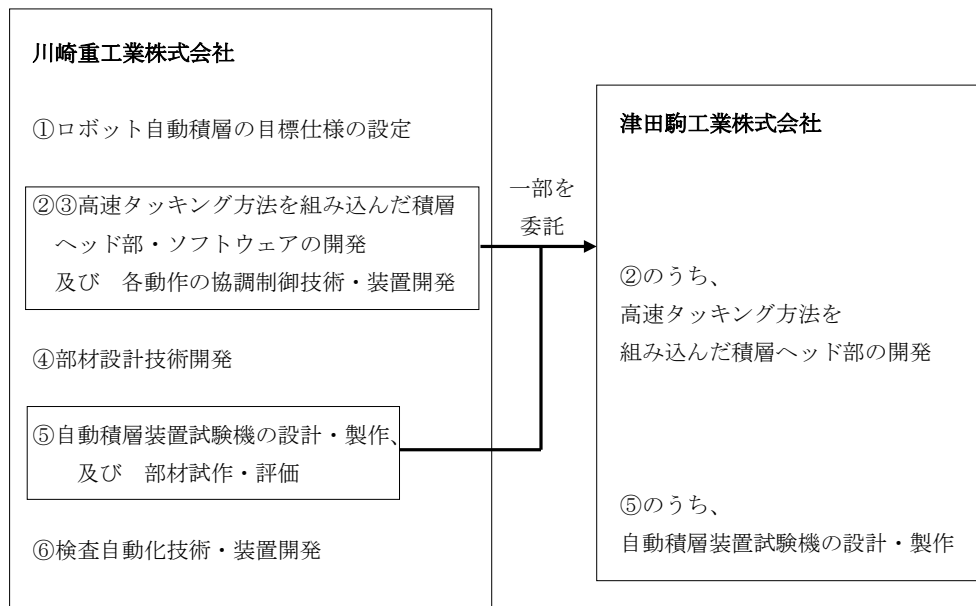 川崎重工業株式会社
①ロボット自動積層の目標仕様の設定
②③高速タッキング方法を組み込んだ積層
ヘッド部・ソフトウェアの開発
及び　各動作の協調制御技術・装置開発
④部材設計技術開発
⑤自動積層装置試験機の設計・製作、
及び　部材試作・評価
⑥検査自動化技術・装置開発
一部を
委託
津田駒工業株式会社
②のうち、
高速タッキング方法を
組み込んだ積層ヘッド部の開発
⑤のうち、
自動積層装置試験機の設計・製作